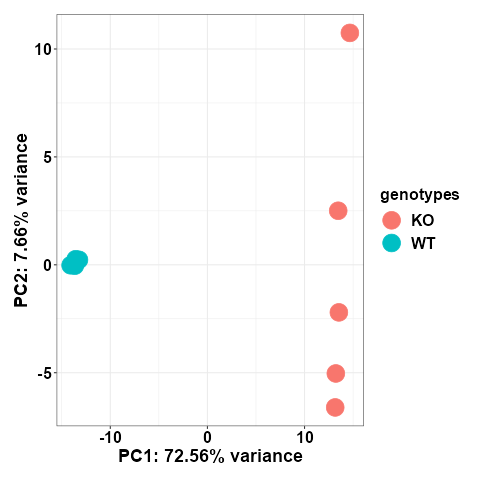 10
5
0
-5
PC2: 7.66% variance
-10 0 10
PC1: 72.56% variance
genotypes
KO
WT